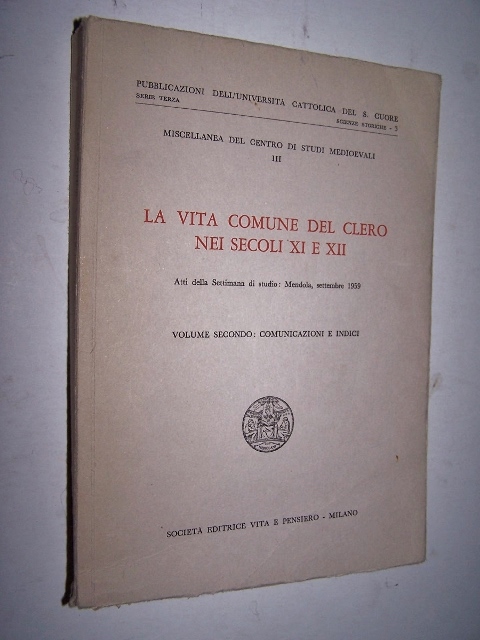 PUBBLICAZIONI DELL'UNIVERSITÀ CATTOLICA DEL S. CUORE
SERIE TERZA
SCIENZE STORICHE - 3
MISCELLANEA DEL CENTRO DI STUDI MEDIOEVALI
III
LA VITA COMUNE DEL CLERO
NEI SECOLI XI E XII
Atti della Settimana di studio: Mendola, settembre 1959
VOLUME SECONDO: COMUNICAZIONI E INDICI
SOCIETÀ EDITRICE VITA E PENSIERO - MILANO